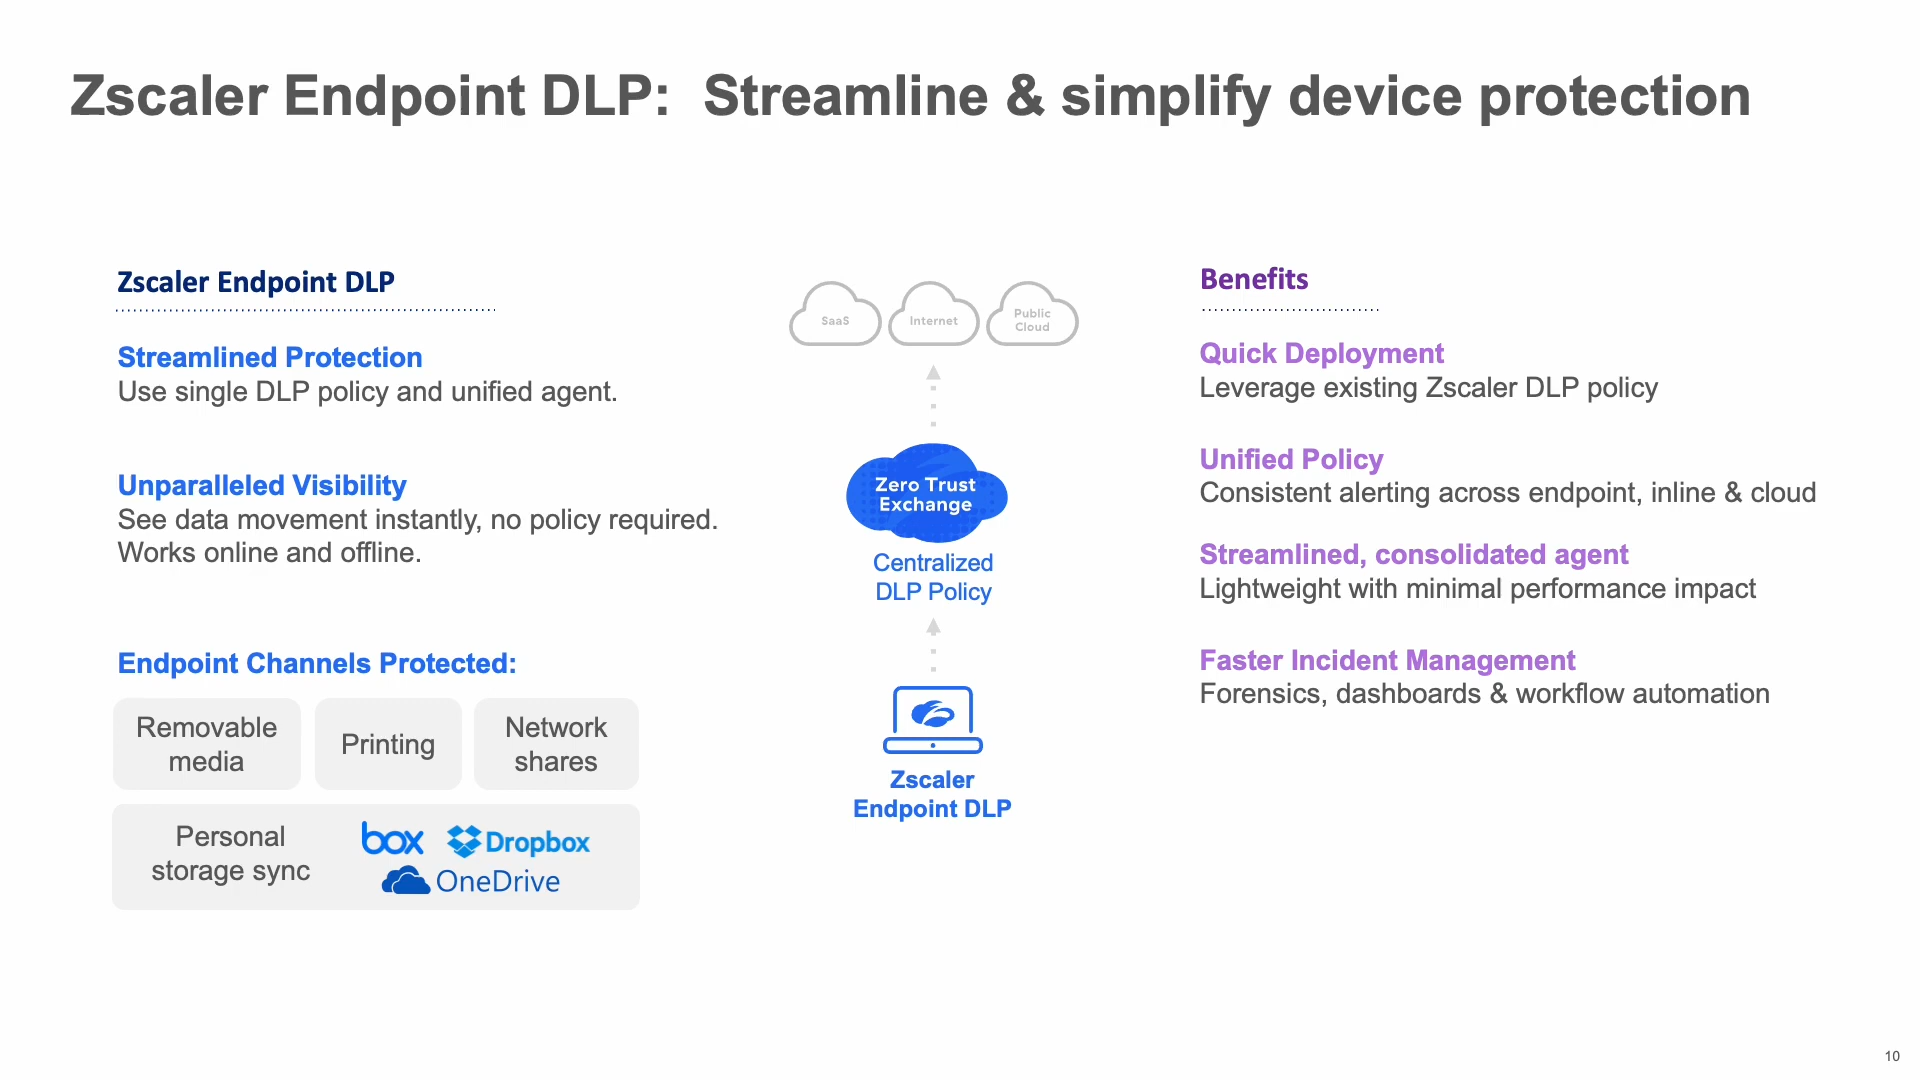 Zscaler Endpoint DLP:  Streamline & simplify device protection
Zscaler Endpoint DLP
Streamlined Protection
Use single DLP policy and unified agent.
Unparalleled Visibility
See data movement instantly, no policy required.
Works online and offline.
Endpoint Channels Protected:
Removable
media
Printing
Network
shares
Personal
storage sync
box
Dropbox
OneDrive
SaaS
Internet
Public
Cloud
Zero Trust
Exchange
Centralized
DLP Policy
Zscaler
Endpoint DLP
Benefits
Quick Deployment
Leverage existing Zscaler DLP policy
Unified Policy
Consistent alerting across endpoint, inline & cloud
Streamlined, consolidated agent
Lightweight with minimal performance impact
Faster Incident Management
Forensics, dashboards & workflow automation
10